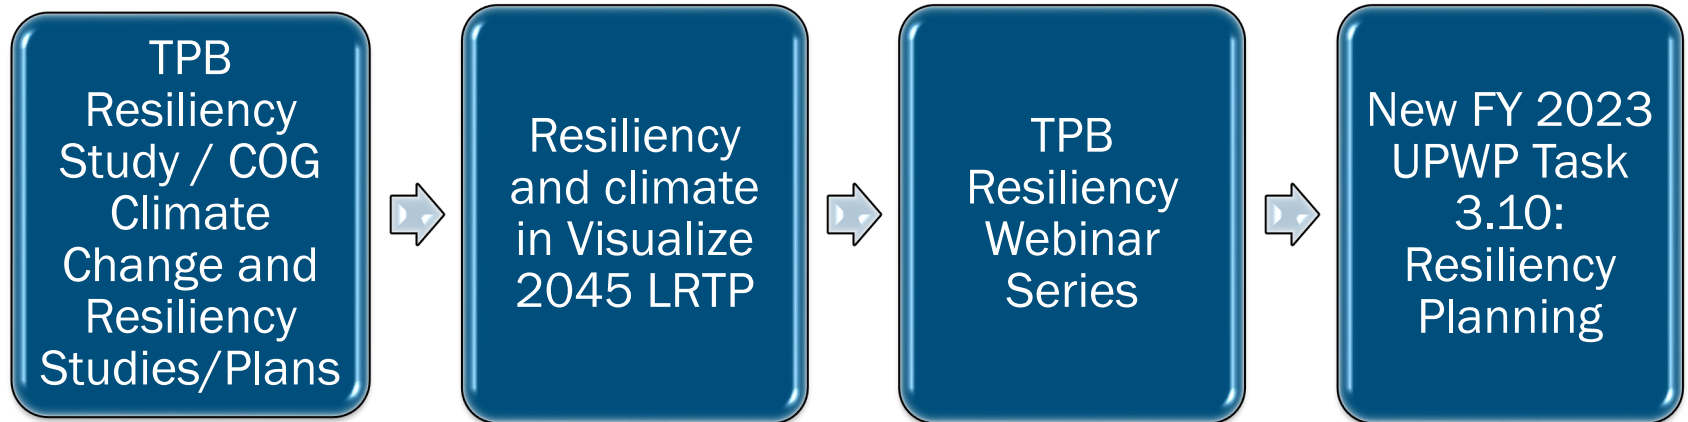 TPB
Resiliency
Study / COG
Climate
Change and
Resiliency
Studies/Plans
Resiliency
and climate
in Visualize
2045 LRTP
TPB
Resiliency
Webinar
Series
New FY 2023
UPWP Task
3.10:
Resiliency
Planning